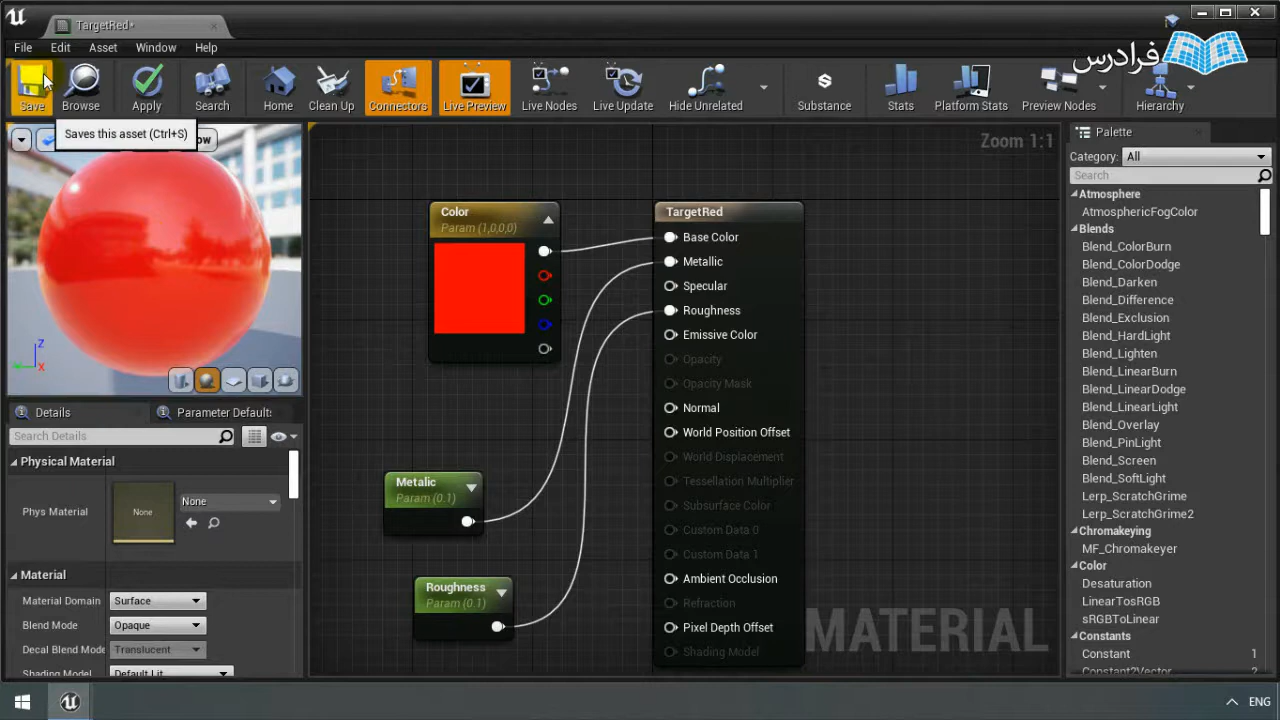 TargetRed*
File Edit Asset Window Help
فرادرس
Save Browse Apply Search Home Clean Up Connectors Live Preview Live Nodes Live Update Hide Unrelated Substance Stats Platform Stats Preview Nodes Hierarchy
Saves this asset (Ctrl+S)
ow
Zoom 1:1
Z
X
Color
Param (1,0,0,0)
Metalic
Param (0.1)
Roughness
Param (0.1)
TargetRed
Base Color
Metallic
Specular
Roughness
Emissive Color
Opacity
Opacity Mask
Normal
World Position Offset
World Displacement
Tessellation Multiplier
Subsurface Color
Custom Data 0
Custom Data 1
Ambient Occlusion
Refraction
Pixel Depth Offset
Shading Model
MATERIAL
Details Parameter Defaults
Search Details
Physical Material
Phys Material None None
Material
Material Domain Surface
Blend Mode Opaque
Decal Blend Mode Translucent
Shading Model Default Lit
Palette
Category: All
Search
Atmosphere
AtmosphericFogColor
Blends
Blend_ColorBurn
Blend_ColorDodge
Blend_Darken
Blend_Difference
Blend_Exclusion
Blend_HardLight
Blend_Lighten
Blend_LinearBurn
Blend_LinearDodge
Blend_LinearLight
Blend_Overlay
Blend_PinLight
Blend_Screen
Blend_SoftLight
Lerp_ScratchGrime
Lerp_ScratchGrime2
Chromakeying
MF_Chromakeyer
Color
Desaturation
LinearTosRGB
sRGBToLinear
Constants
Constant 1
Constant2Vector
ENG